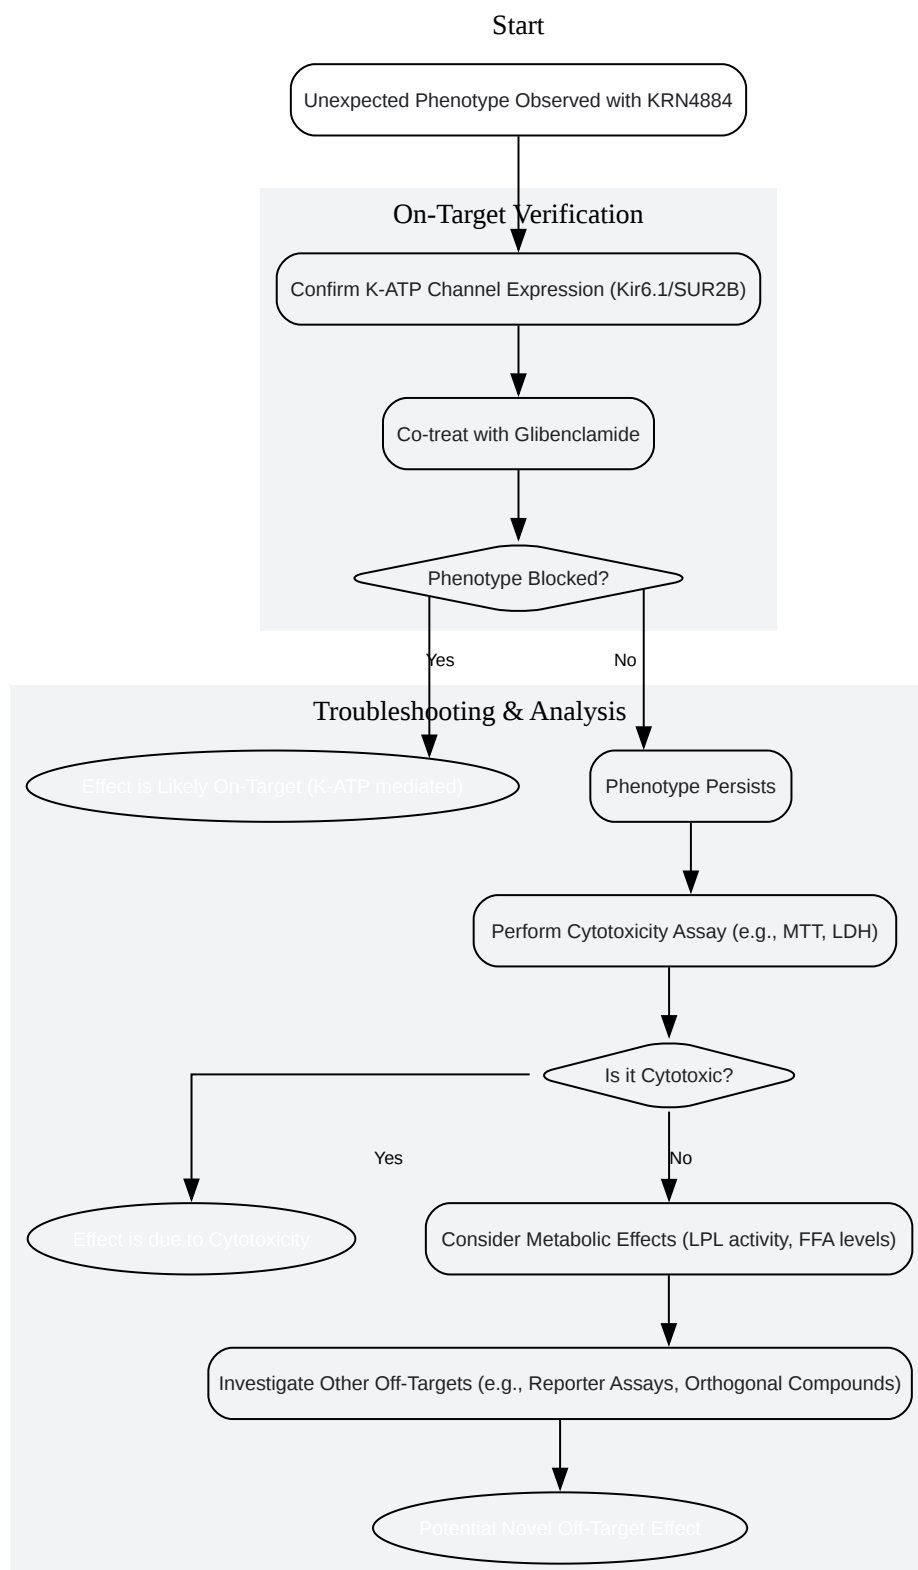 Start
Unexpected Phenotype Observed with KRN4884
On-Target Verification
Confirm K-ATP Channel Expression (Kir6.1/SUR2B)
Co-treat with Glibenclamide
Phenotype Blocked?
Yes
No
Troubleshooting & Analysis
Effect is Likely On-Target (K-ATP mediated)
Phenotype Persists
Perform Cytotoxicity Assay (e.g., MTT, LDH)
Is it Cytotoxic?
Yes
No
Effect is due to Cytotoxicity
Consider Metabolic Effects (LPL activity, FFA levels)
Investigate Other Off-Targets (e.g., Reporter Assays, Orthogonal Compounds)
Potential Novel Off-Target Effect